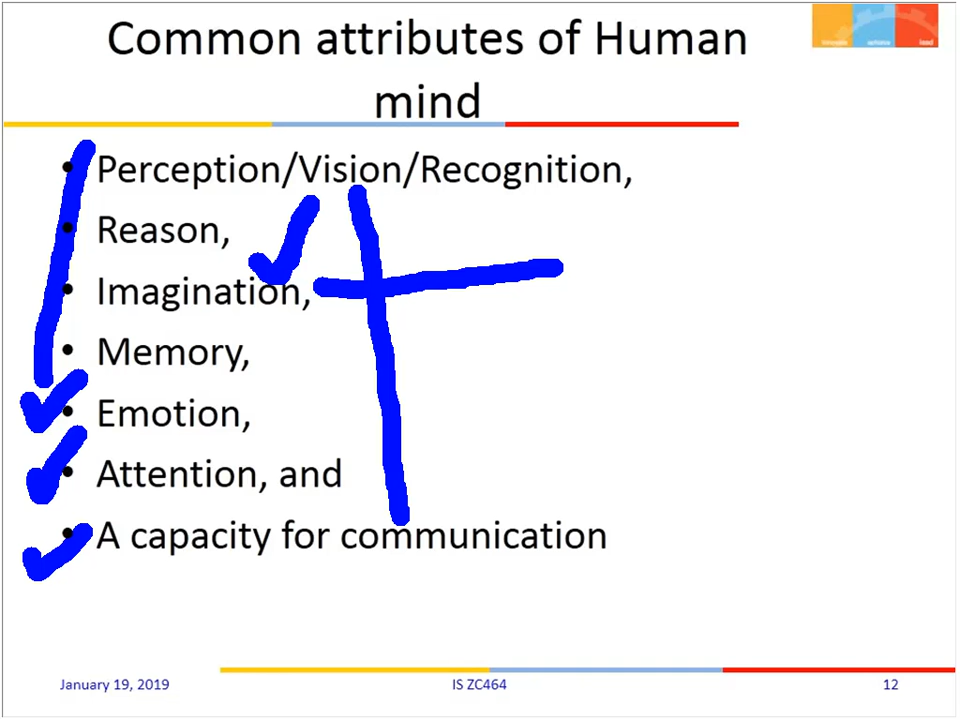 Common attributes of Human
mind
• Perception/Vision/Recognition,
• Reason,
• Imagination,
• Memory,
• Emotion,
• Attention, and
• A capacity for communication
January 19, 2019
IS ZC464
12